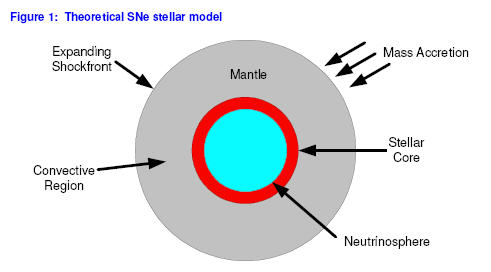 Figure 1:  Theoretical SNe stellar model
Expanding
Shockfront
Mass Accretion
Mantle
Stellar
Core
Convective
Region
Neutrinosphere